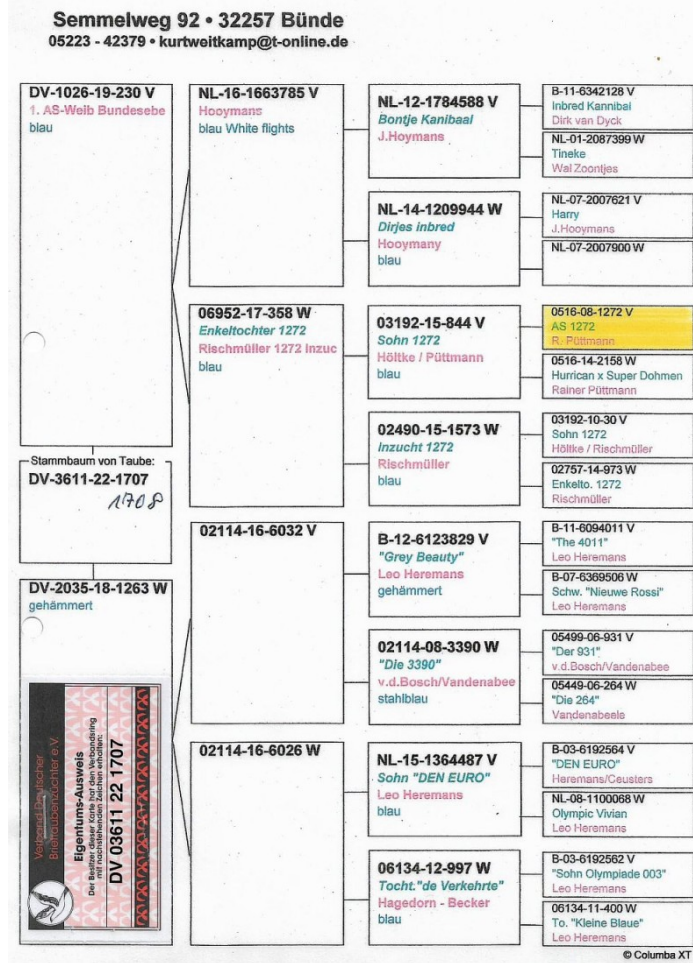 Semmelweg 92 • 32257 Bünde
05223 - 42379 • kurtweitkamp@t-online.de
DV-1026-19-230 V
1. AS-Weib Bundesebe
blau
Stammbaum von Taube:
DV-3611-22-1707
1708
DV-2035-18-1263 W
gehämmert
Verband Deutscher
Brieftaubenzüchter e.V.
Eigentums-Ausweis
Der Besitzer dieser Karte hat den Verbandsring
mit nachstehenden Zeichen erhalten:
DV 03611 22 1707
NL-16-1663785 V
Hooymans
blau White flights
06952-17-358 W
Enkeltochter 1272
Rischmüller 1272 Inzuc
blau
02114-16-6032 V
02114-16-6026 W
NL-12-1784588 V
Bontje Kanibaal
J.Hoymans
NL-14-1209944 W
Dirjes inbred
Hooymany
blau
03192-15-844 V
Sohn 1272
Höltke / Püttmann
blau
02490-15-1573 W
Inzucht 1272
Rischmüller
blau
B-12-6123829 V
"Grey Beauty"
Leo Heremans
gehämmert
02114-08-3390 W
"Die 3390"
v.d.Bosch/Vandenabee
stahlblau
NL-15-1364487 V
Sohn "DEN EURO"
Leo Heremans
blau
06134-12-997 W
Tocht."de Verkehrte"
Hagedorn - Becker
blau
B-11-6342128 V
Inbred Kannibal
Dirk van Dyck
NL-01-2087399 W
Tineke
Wal Zoontjes
NL-07-2007621 V
Harry
J.Hooymans
NL-07-2007900 W
0516-08-1272 V
AS 1272
R. Püttmann
0516-14-2158 W
Hurrican x Super Dohmen
Rainer Püttmann
03192-10-30 V
Sohn 1272
Höltke / Rischmüller
02757-14-973 W
Enkelto. 1272
Rischmüller
B-11-6094011 V
"The 4011"
Leo Heremans
B-07-6369506 W
Schw. "Nieuwe Rossi"
Leo Heremans
05499-06-931 V
"Der 931"
v.d.Bosch/Vandenabee
05449-06-264 W
"Die 264"
Vandenabeele
B-03-6192564 V
"DEN EURO"
Heremans/Ceusters
NL-08-1100068 W
Olympic Vivian
Leo Heremans
B-03-6192562 V
"Sohn Olympiade 003"
Leo Heremans
06134-11-400 W
To. "Kleine Blaue"
Leo Heremans
© Columba XT